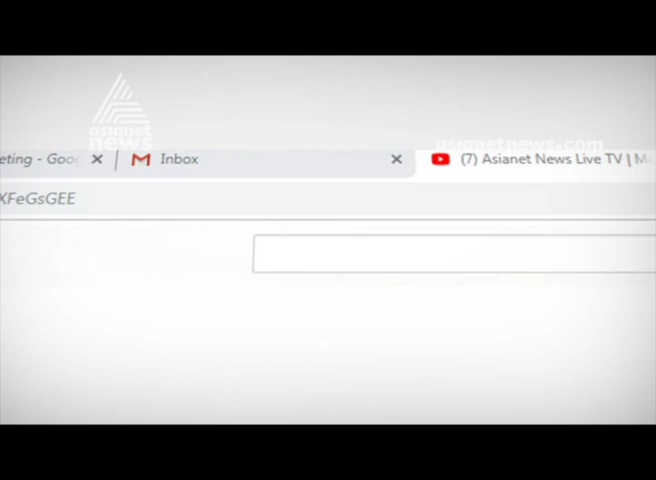 asianet
news
asianetnews.com
eting - Goog
Inbox
(7) Asianet News Live TV | M
XFeGsGEE